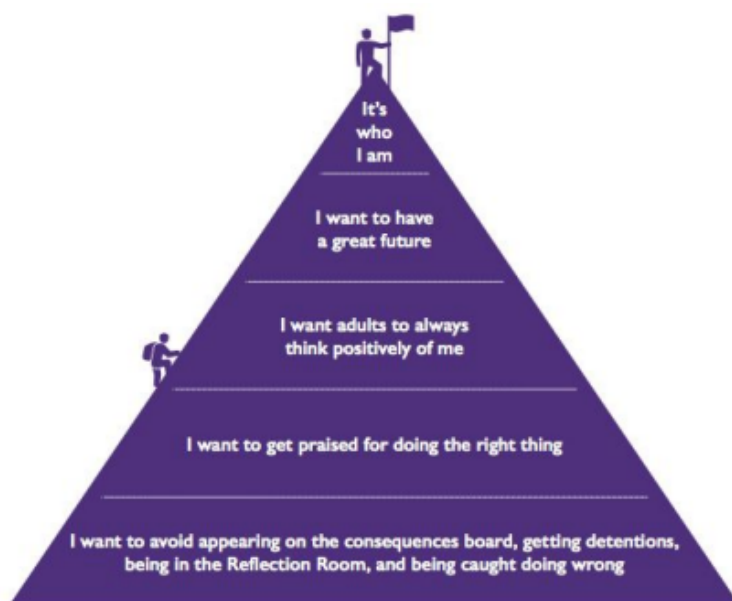 It's
who
I am
I want to have
a great future
I want adults to always
think positively of me
I want to get praised for doing the right thing
I want to avoid appearing on the consequences board, getting detentions,
being in the Reflection Room, and being caught doing wrong